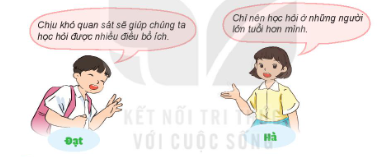 Chịu khó quan sát sẽ giúp chúng ta
học hỏi được nhiều điều bổ ích.
Chỉ nên học hỏi ở những người
lớn tuổi hơn mình.
KẾT NỐI TRI THỨC
VỚI CUỘC SỐNG
Đạt
Hà